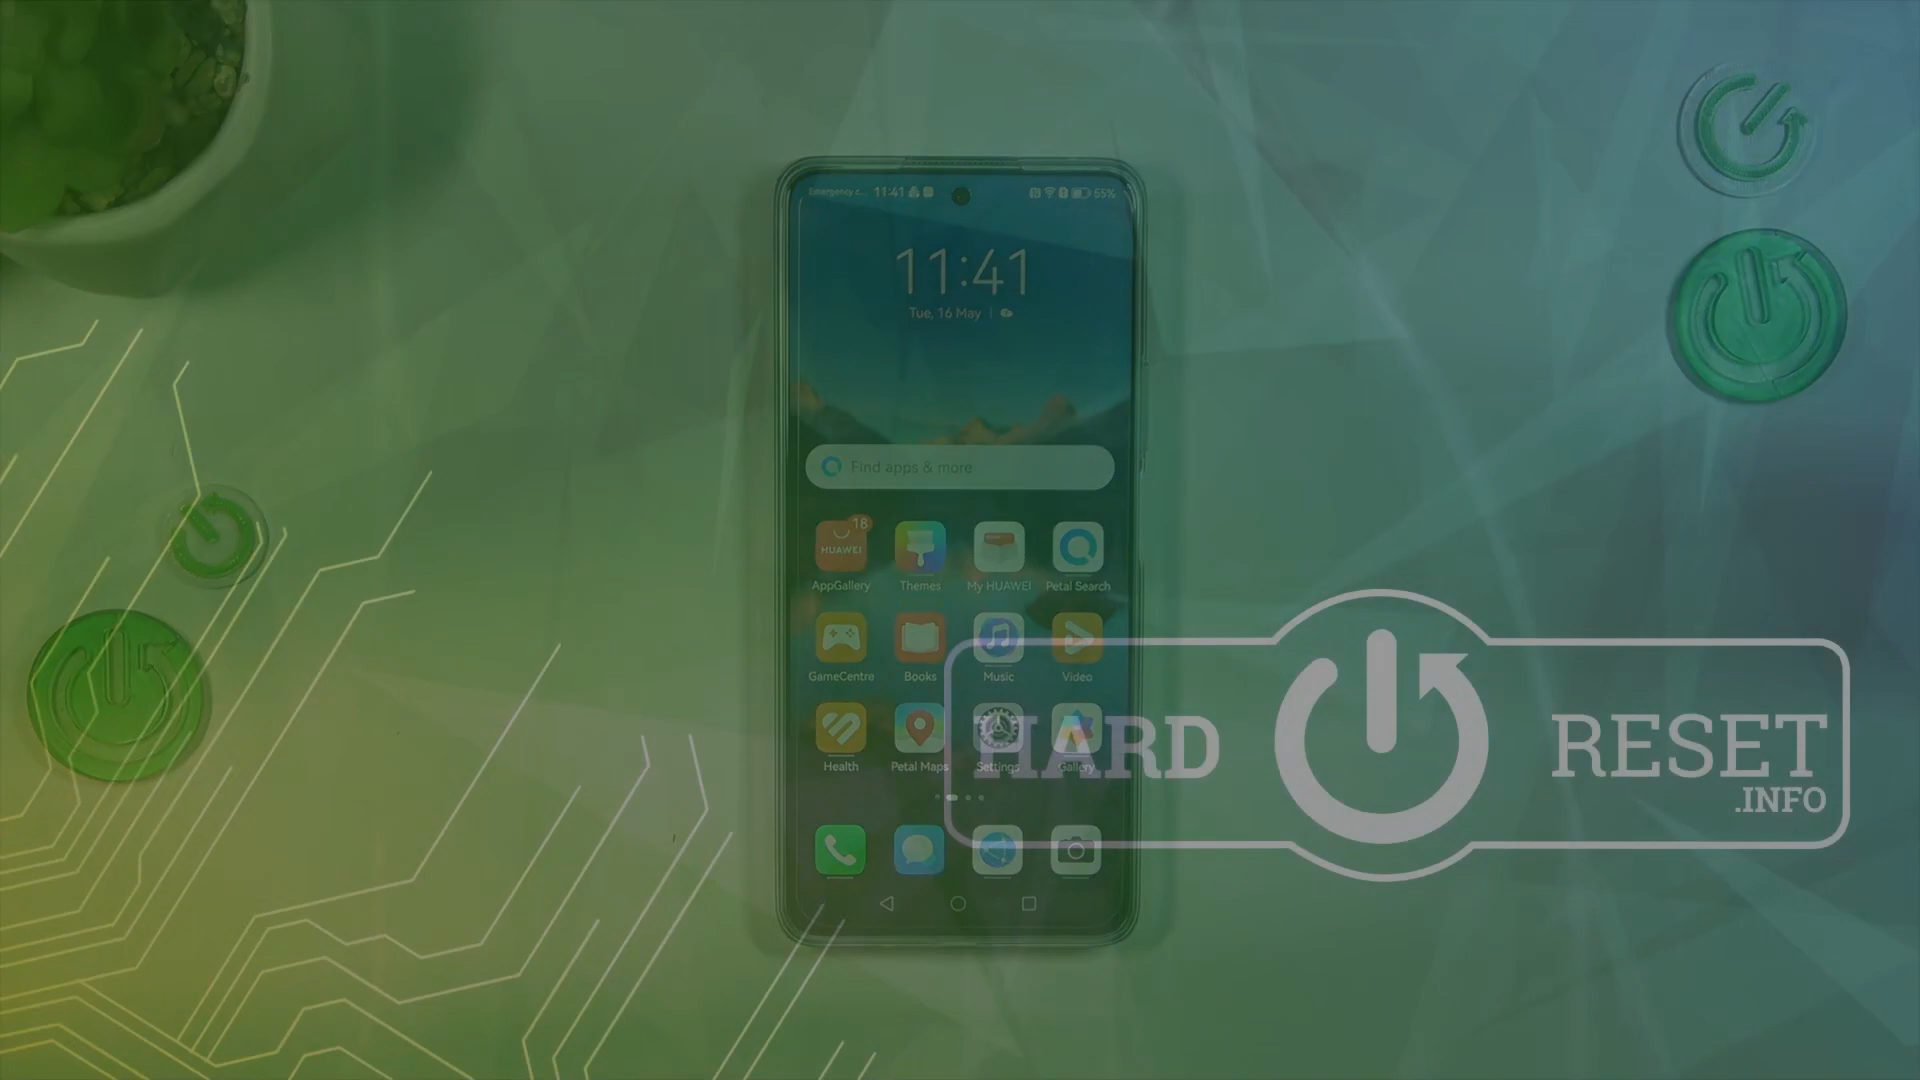 Emergency c... 11:41 55%
11:41
Tue, 16 May
Find apps & more
18
HUAWEI
AppGallery Themes My HUAWEI Petal Search
GameCentre Books Music Video
Health Petal Maps Settings Gallery
HARD RESET
.INFO